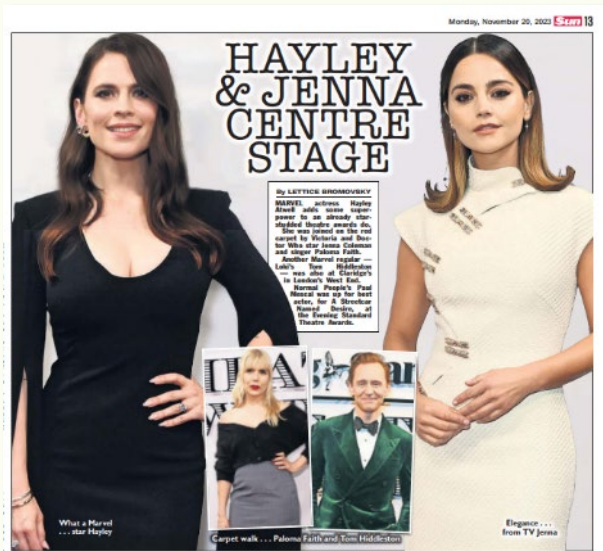 Monday, November 20, 2023 Sun 13
HAYLEY
& JENNA
CENTRE
STAGE
By LETTICE BROMOVSKY
MARVEL actress Hayley
Atwell adds some super-
power to an already star-
studded theatre awards do.
She was joined on the red
carpet by Victoria and Doc-
tor Who star Jenna Coleman
and singer Paloma Faith.
Another Marvel regular —
Loki's Tom Hiddleston
— was also at Claridge's
in London's West End.
Normal People's Paul
Mescal was up for best
actor, for A Streetcar
Named Desire, at
the Evening Standard
Theatre Awards.
What a Marvel
. . . star Hayley
Carpet walk . . . Paloma Faith and Tom Hiddleston
Elegance . . .
from TV Jenna